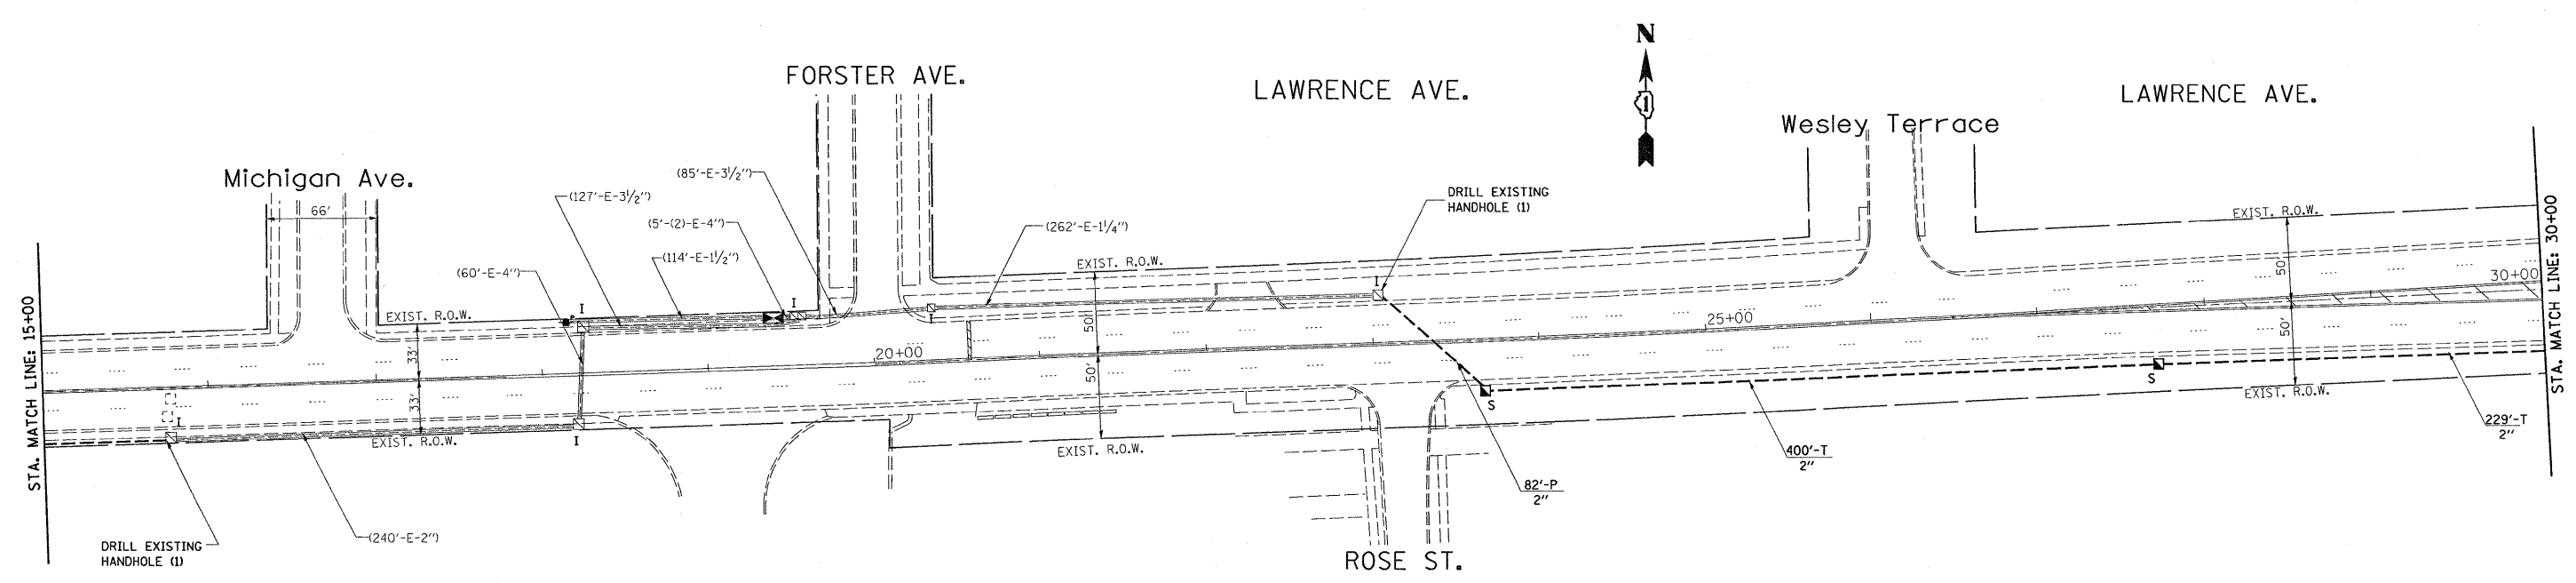 N
1
FORSTER AVE.
LAWRENCE AVE.
LAWRENCE AVE.
Wesley Terrace
Michigan Ave.
66'
(85'-E-3½")
(127'-E-3½")
(5'-(2)-E-4")
(114'-E-1½")
(60'-E-4")
(262'-E-1¼")
DRILL EXISTING
HANDHOLE (1)
EXIST. R.O.W.
EXIST. R.O.W.
EXIST. R.O.W.
STA. MATCH LINE: 15+00
STA. MATCH LINE: 30+00
I
P
I
I
I
50'
50'
30+00
25+00
20+00
33'
33'
50'
50'
I
I
S
S
EXIST. R.O.W.
EXIST. R.O.W.
EXIST. R.O.W.
229'-T
2"
400'-T
2"
82'-P
2"
(240'-E-2")
DRILL EXISTING
HANDHOLE (1)
ROSE ST.